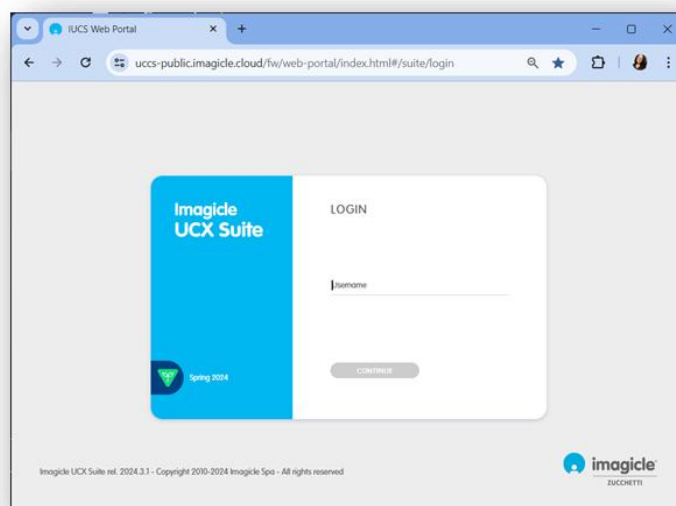 IUCS Web Portal
uccs-public.imagicle.cloud/fw/web-portal/index.html#/suite/login
Imagicle
UCX Suite
LOGIN
Username
CONTINUE
Spring 2024
Imagicle UCX Suite rel. 2024.3.1 - Copyright 2010-2024 Imagicle Spa - All rights reserved
imagicle
ZUCCHETTI